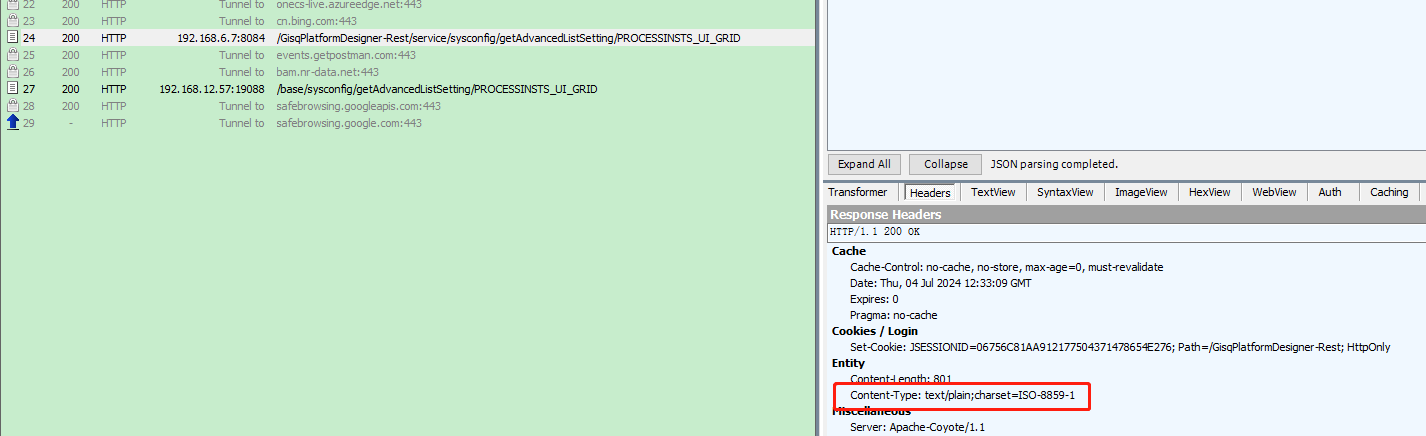 22 200 HTTP Tunnel to onecs-live.azureedge.net:443
23 200 HTTP Tunnel to cn.bing.com:443
24 200 HTTP 192.168.6.7:8084 /GisqPlatformDesigner-Rest/service/sysconfig/getAdvancedListSetting/PROCESSINSTS_UI_GRID
25 200 HTTP Tunnel to events.getpostman.com:443
26 200 HTTP Tunnel to bam.nr-data.net:443
27 200 HTTP 192.168.12.57:19088 /base/sysconfig/getAdvancedListSetting/PROCESSINSTS_UI_GRID
28 200 HTTP Tunnel to safebrowsing.googleapis.com:443
29 - HTTP Tunnel to safebrowsing.google.com:443
Expand All Collapse JSON parsing completed.
Transformer Headers TextView SyntaxView ImageView HexView WebView Auth Caching
Response Headers
HTTP/1.1 200 OK
Cache
Cache-Control: no-cache, no-store, max-age=0, must-revalidate
Date: Thu, 04 Jul 2024 12:33:09 GMT
Expires: 0
Pragma: no-cache
Cookies / Login
Set-Cookie: JSESSIONID=06756C81AA912177504371478654E276; Path=/GisqPlatformDesigner-Rest; HttpOnly
Entity
Content-Length: 801
Content-Type: text/plain;charset=ISO-8859-1
Miscellaneous
Server: Apache-Coyote/1.1